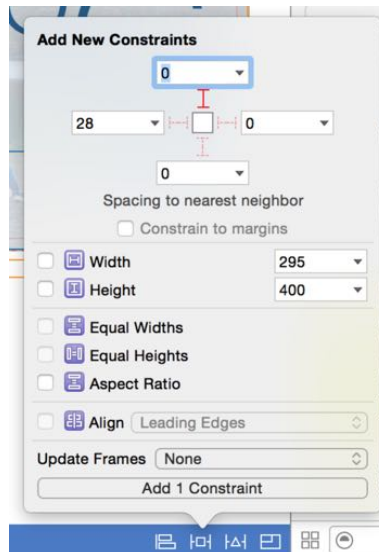 Add New Constraints
0
28 0
0
Spacing to nearest neighbor
Constrain to margins
Width 295
Height 400
Equal Widths
Equal Heights
Aspect Ratio
Align Leading Edges
Update Frames None
Add 1 Constraint